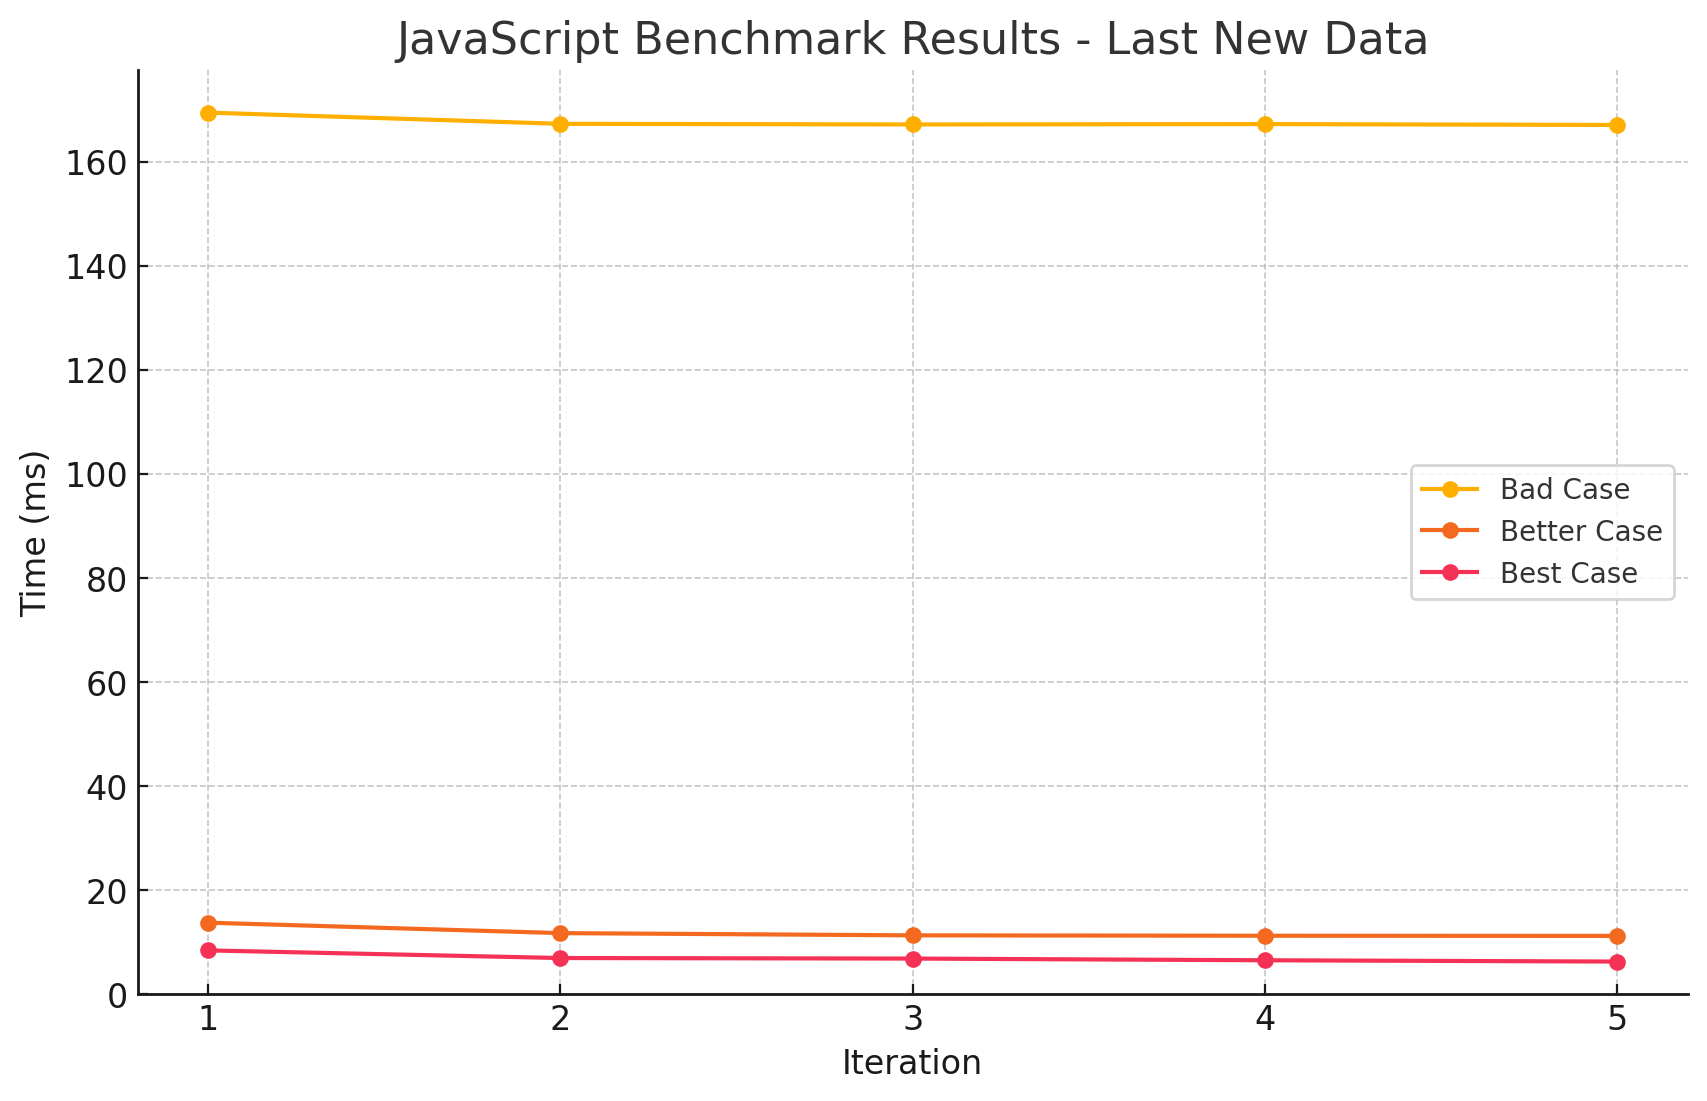 JavaScript Benchmark Results - Last New Data
160
140
120
100
80
60
40
20
0
Time (ms)
Bad Case
Better Case
Best Case
1 2 3 4 5
Iteration